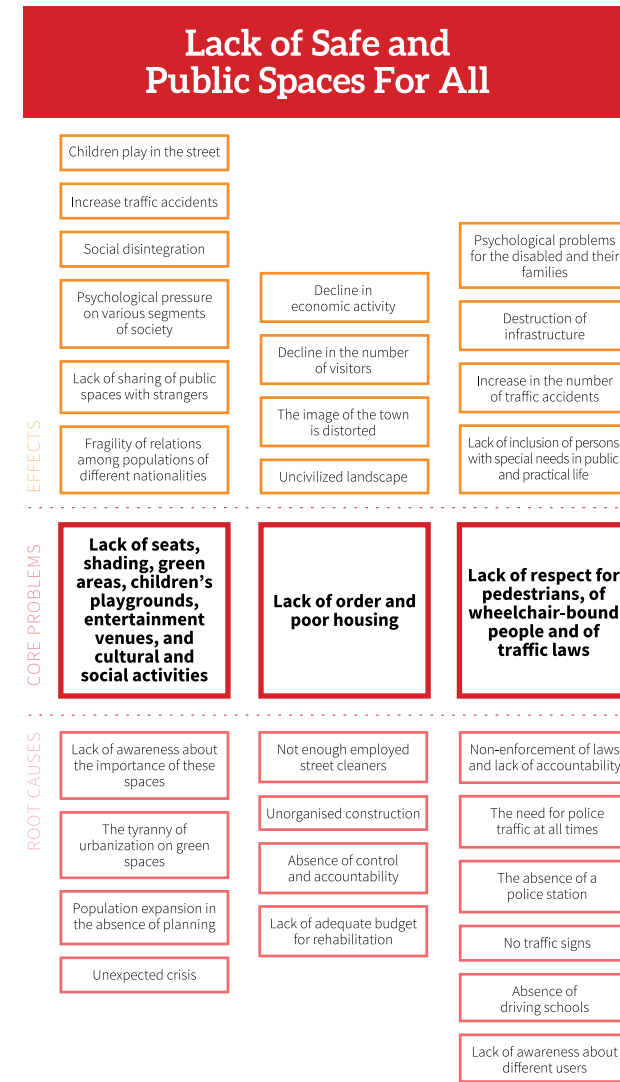 Lack of Safe and
Public Spaces For All
EFFECTS
Children play in the street
Increase traffic accidents
Social disintegration
Psychological pressure
on various segments
of society
Lack of sharing of public
spaces with strangers
Fragility of relations
among populations of
different nationalities
Decline in
economic activity
Decline in the number
of visitors
The image of the town
is distorted
Uncivilized landscape
Psychological problems
for the disabled and their
families
Destruction of
infrastructure
Increase in the number
of traffic accidents
Lack of inclusion of persons
with special needs in public
and practical life
CORE PROBLEMS
Lack of seats,
shading, green
areas, children's
playgrounds,
entertainment
venues, and
cultural and
social activities
Lack of order and
poor housing
Lack of respect for
pedestrians, of
wheelchair-bound
people and of
traffic laws
ROOT CAUSES
Lack of awareness about
the importance of these
spaces
The tyranny of
urbanization on green
spaces
Population expansion in
the absence of planning
Unexpected crisis
Not enough employed
street cleaners
Unorganised construction
Absence of control
and accountability
Lack of adequate budget
for rehabilitation
Non-enforcement of laws
and lack of accountability
The need for police
traffic at all times
The absence of a
police station
No traffic signs
Absence of
driving schools
Lack of awareness about
different users